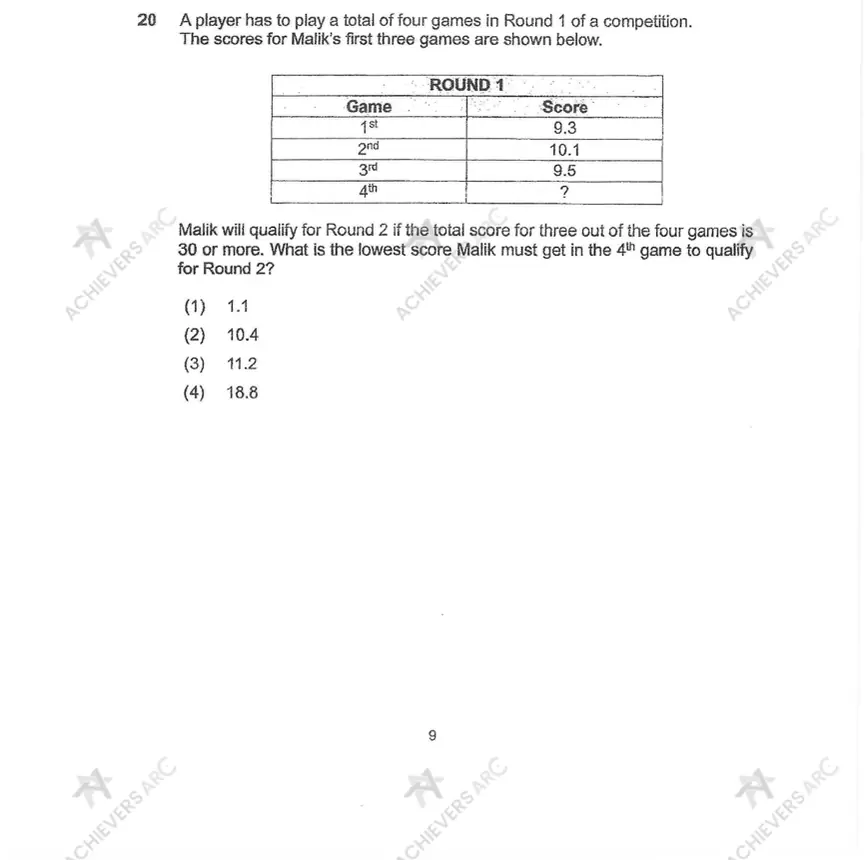 20 A player has to play a total of four games in Round 1 of a competition.
The scores for Malik's first three games are shown below.
ROUND 1
Game Score
1st 9.3
2nd 10.1
3rd 9.5
4th ?
Malik will qualify for Round 2 if the total score for three out of the four games is
30 or more. What is the lowest score Malik must get in the 4th game to qualify
for Round 2?
(1) 1.1
(2) 10.4
(3) 11.2
(4) 18.8
ACHIEVERS ARC
ACHIEVERS ARC
ACHIEVERS ARC
9
ACHIEVERS ARC
ACHIEVERS ARC
ACHIEVERS ARC